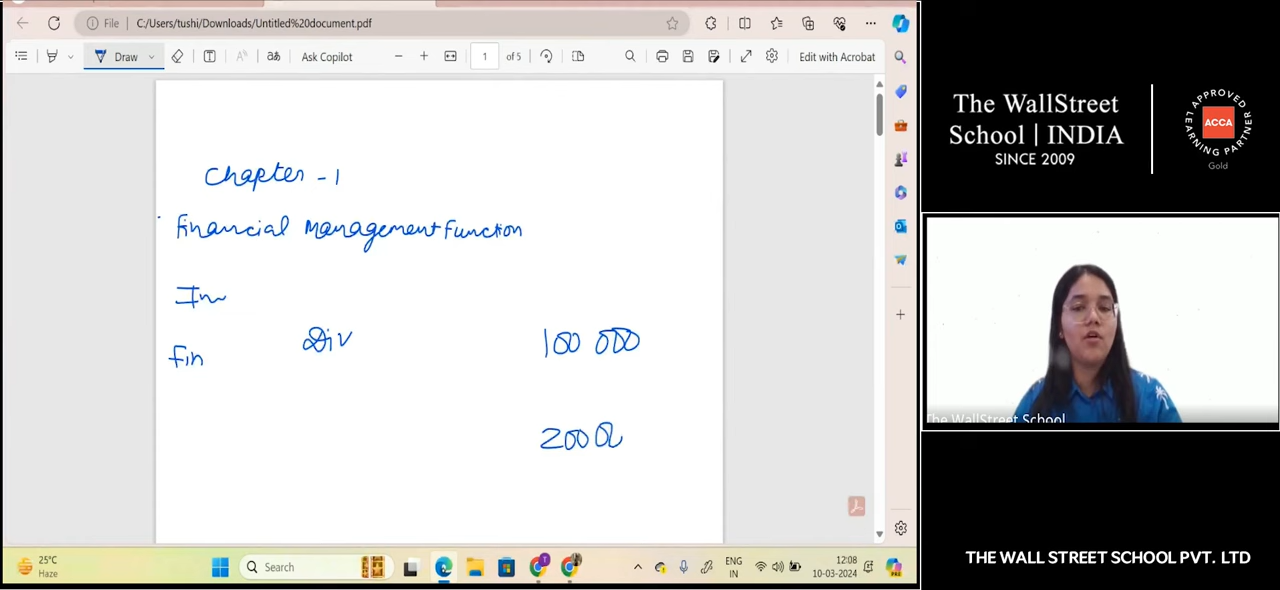 File
C:/Users/tushi/Downloads/Untitled%20document.pdf
Draw
Ask Copilot
1 of 5
Edit with Acrobat
Chapter - 1
Financial Management Function
Div
100 000
Fin
The WallStreet
School | INDIA
SINCE 2009
APPROVED
ACCA
LEARNING PARTNER
Gold
The WallStreet School
THE WALL STREET SCHOOL PVT. LTD
25°C
Haze
Search
ENG
IN
12:08
10-03-2024